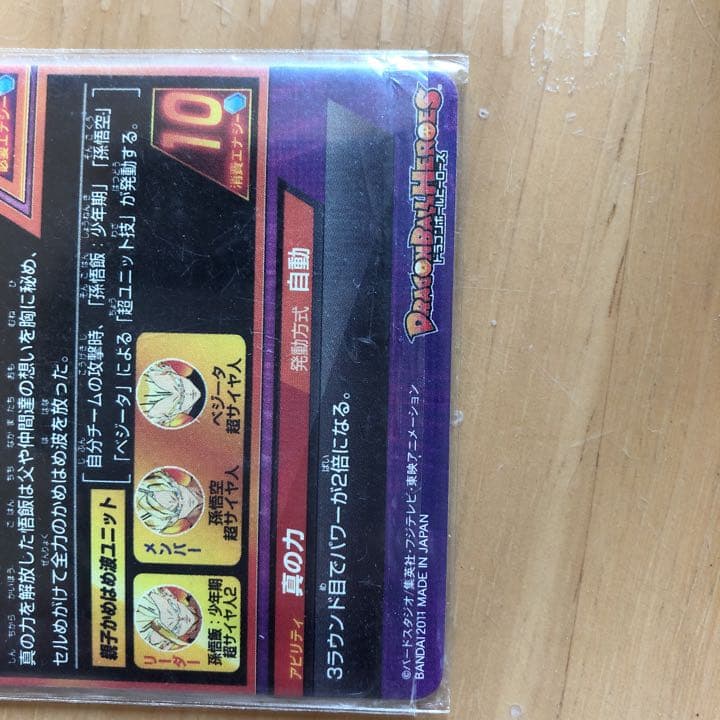 必要エナジー
真の力を解放した悟飯は父や仲間達の想いを胸に秘め、
セルめがけて全力のかめはめ波を放った。
親子かめはめ波ユニット
自分チームの攻撃時、「孫悟飯:少年期」「孫悟空」
「ベジータ」による「超ユニット技」が発動する。
10
消費エナジー
リーダー
孫悟飯:少年期
超サイヤ人2
メンバー
孫悟空
超サイヤ人
ベジータ
超サイヤ人
アビリティ 真の力 発動方式 自動
3ラウンド目でパワーが2倍になる。
DRAGONBALL HEROES
ドラゴンボールヒーローズ
©バードスタジオ/集英社・フジテレビ・東映アニメーション
BANDAI 2011 MADE IN JAPAN